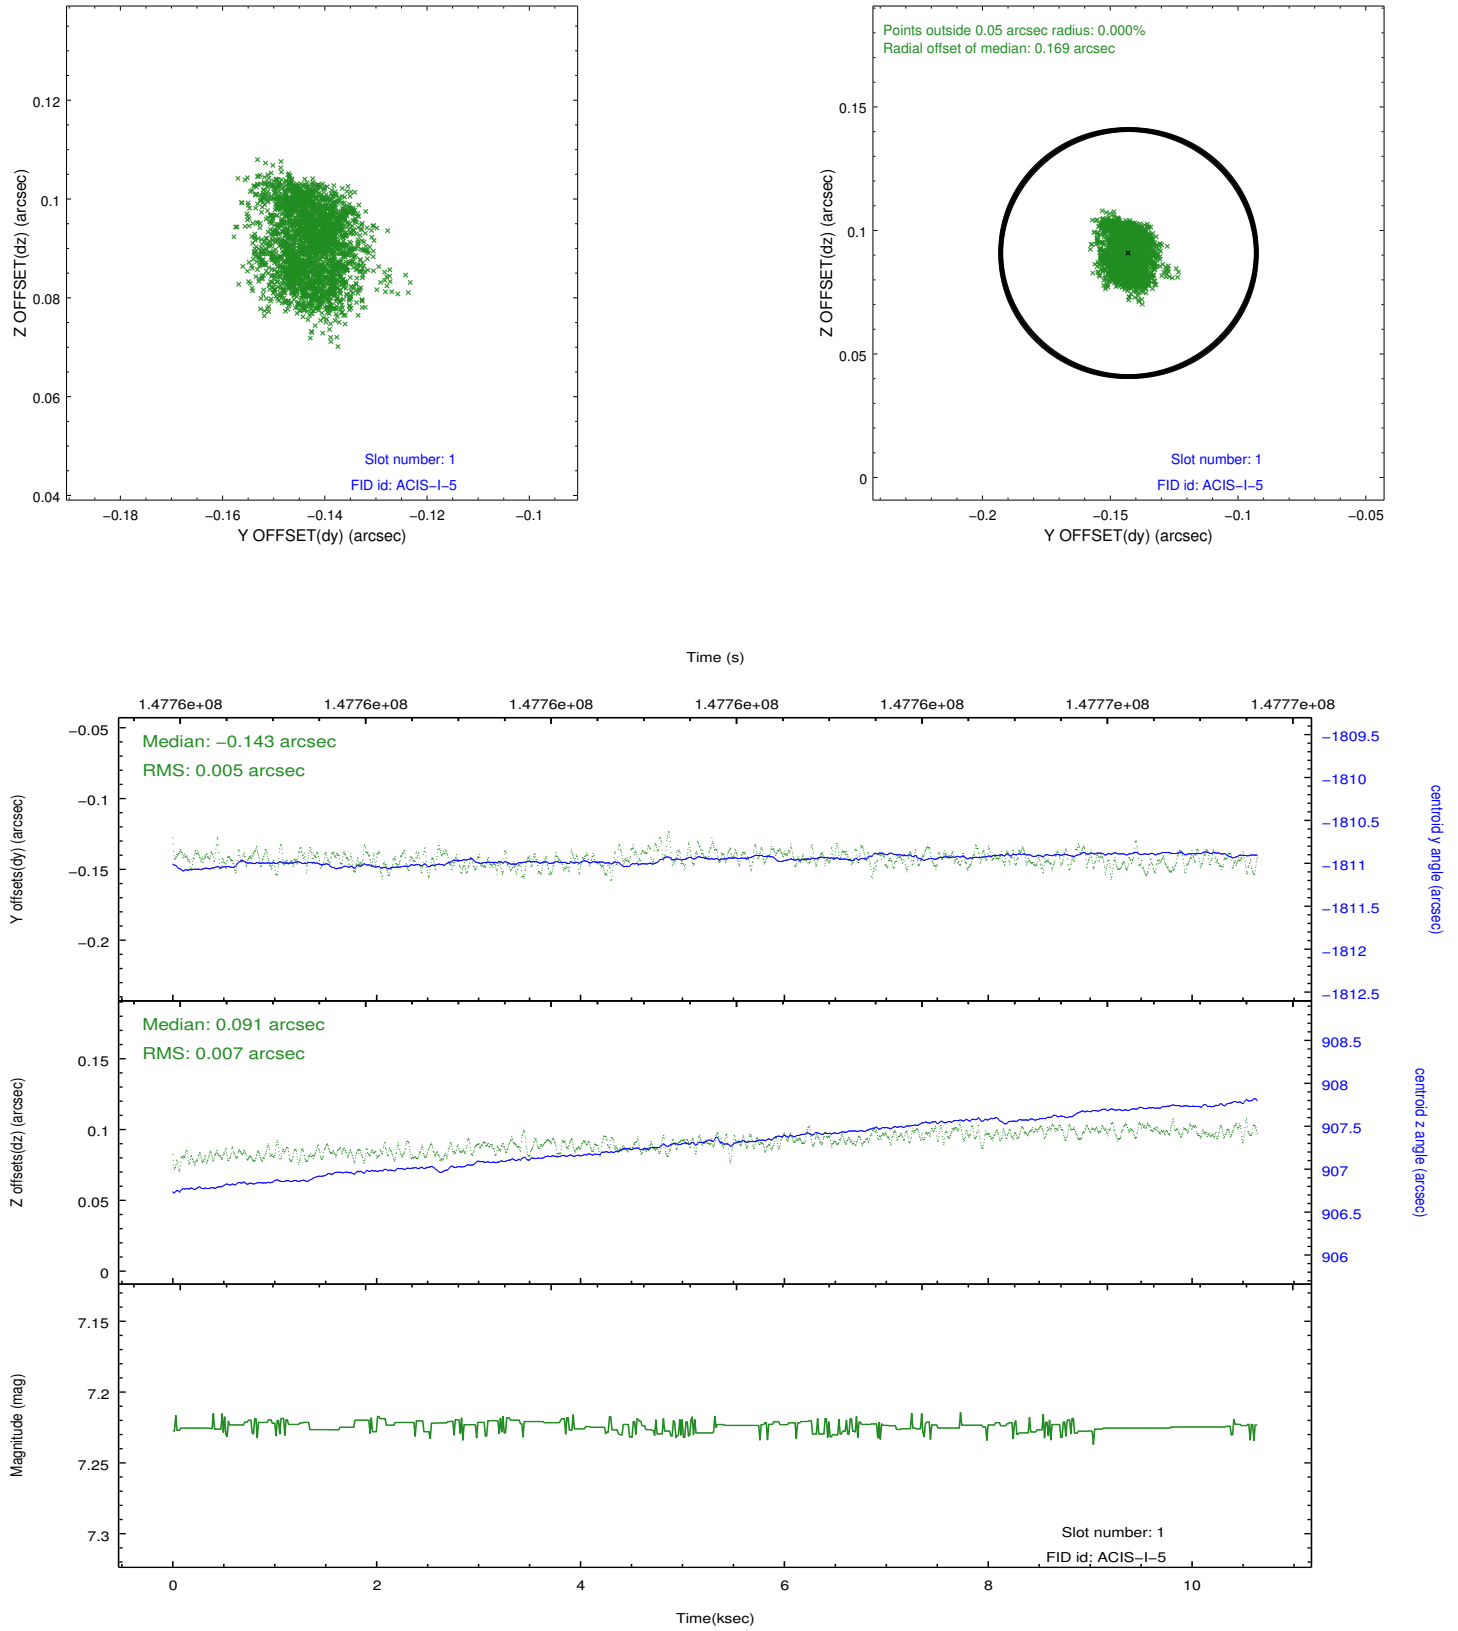 0.12
0.1
0.08
0.06
0.04
Z OFFSET(dz) (arcsec)
Slot number: 1
FID id: ACIS−I−5
−0.18 −0.16 −0.14 −0.12 −0.1
Y OFFSET(dy) (arcsec)
Points outside 0.05 arcsec radius: 0.000%
Radial offset of median: 0.169 arcsec
0.15
0.1
0.05
0
Z OFFSET(dz) (arcsec)
Slot number: 1
FID id: ACIS−I−5
−0.2 −0.15 −0.1 −0.05
Y OFFSET(dy) (arcsec)
Time (s)
1.4776e+08 1.4776e+08 1.4776e+08 1.4776e+08 1.4776e+08 1.4777e+08 1.4777e+08
Median: −0.143 arcsec
RMS: 0.005 arcsec
−0.05
−0.1
−0.15
−0.2
Y offsets(dy) (arcsec)
−1809.5
−1810
−1810.5
−1811
−1811.5
−1812
−1812.5
centroid y angle (arcsec)
Median: 0.091 arcsec
RMS: 0.007 arcsec
0.15
0.1
0.05
0
Z offsets(dz) (arcsec)
908.5
908
907.5
907
906.5
906
centroid z angle (arcsec)
7.15
7.2
7.25
7.3
Magnitude (mag)
Slot number: 1
FID id: ACIS−I−5
0 2 4 6 8 10
Time(ksec)